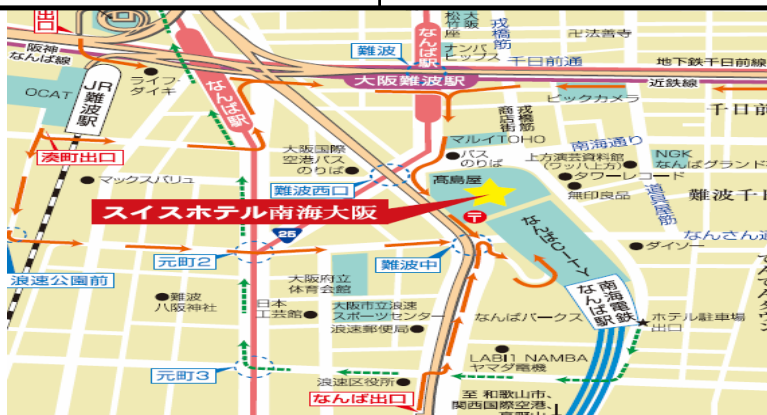 出口
阪神
なんば線
OCAT
JR
難波駅
湊町出口
ライフ・
ダイキ
マックスバリュ
なんば駅
大阪国際
空港バス
のりば
難波
なんば駅
大阪難波駅
大阪
松竹座
戎橋筋
ナンバ
ヒップス
千日前通
卍法善寺
地下鉄千日前線
近鉄線
ビックカメラ
千日前
戎橋筋
商店街
マルイTOHO
南海通り
バス
のりば
上方演芸資料館
(ワッハ上方)
タワーレコード
無印良品
NGK
なんばグランド
道具屋筋
難波千日
なんさん通
ダイソー
髙島屋
難波西口
スイスホテル南海大阪
25
〒
元町2
難波中
浪速公園前
なんばCITY
大阪府立
体育会館
難波
八阪神社
日本
工芸館
大阪市立浪速
スポーツセンター
浪速郵便局
なんばパークス
南海電鉄
なんば駅
ホテル駐車場
出口
LABI1 NAMBA
ヤマダ電機
元町3
浪速区役所
なんば出口
至 和歌山市、
関西国際空港、
高野山